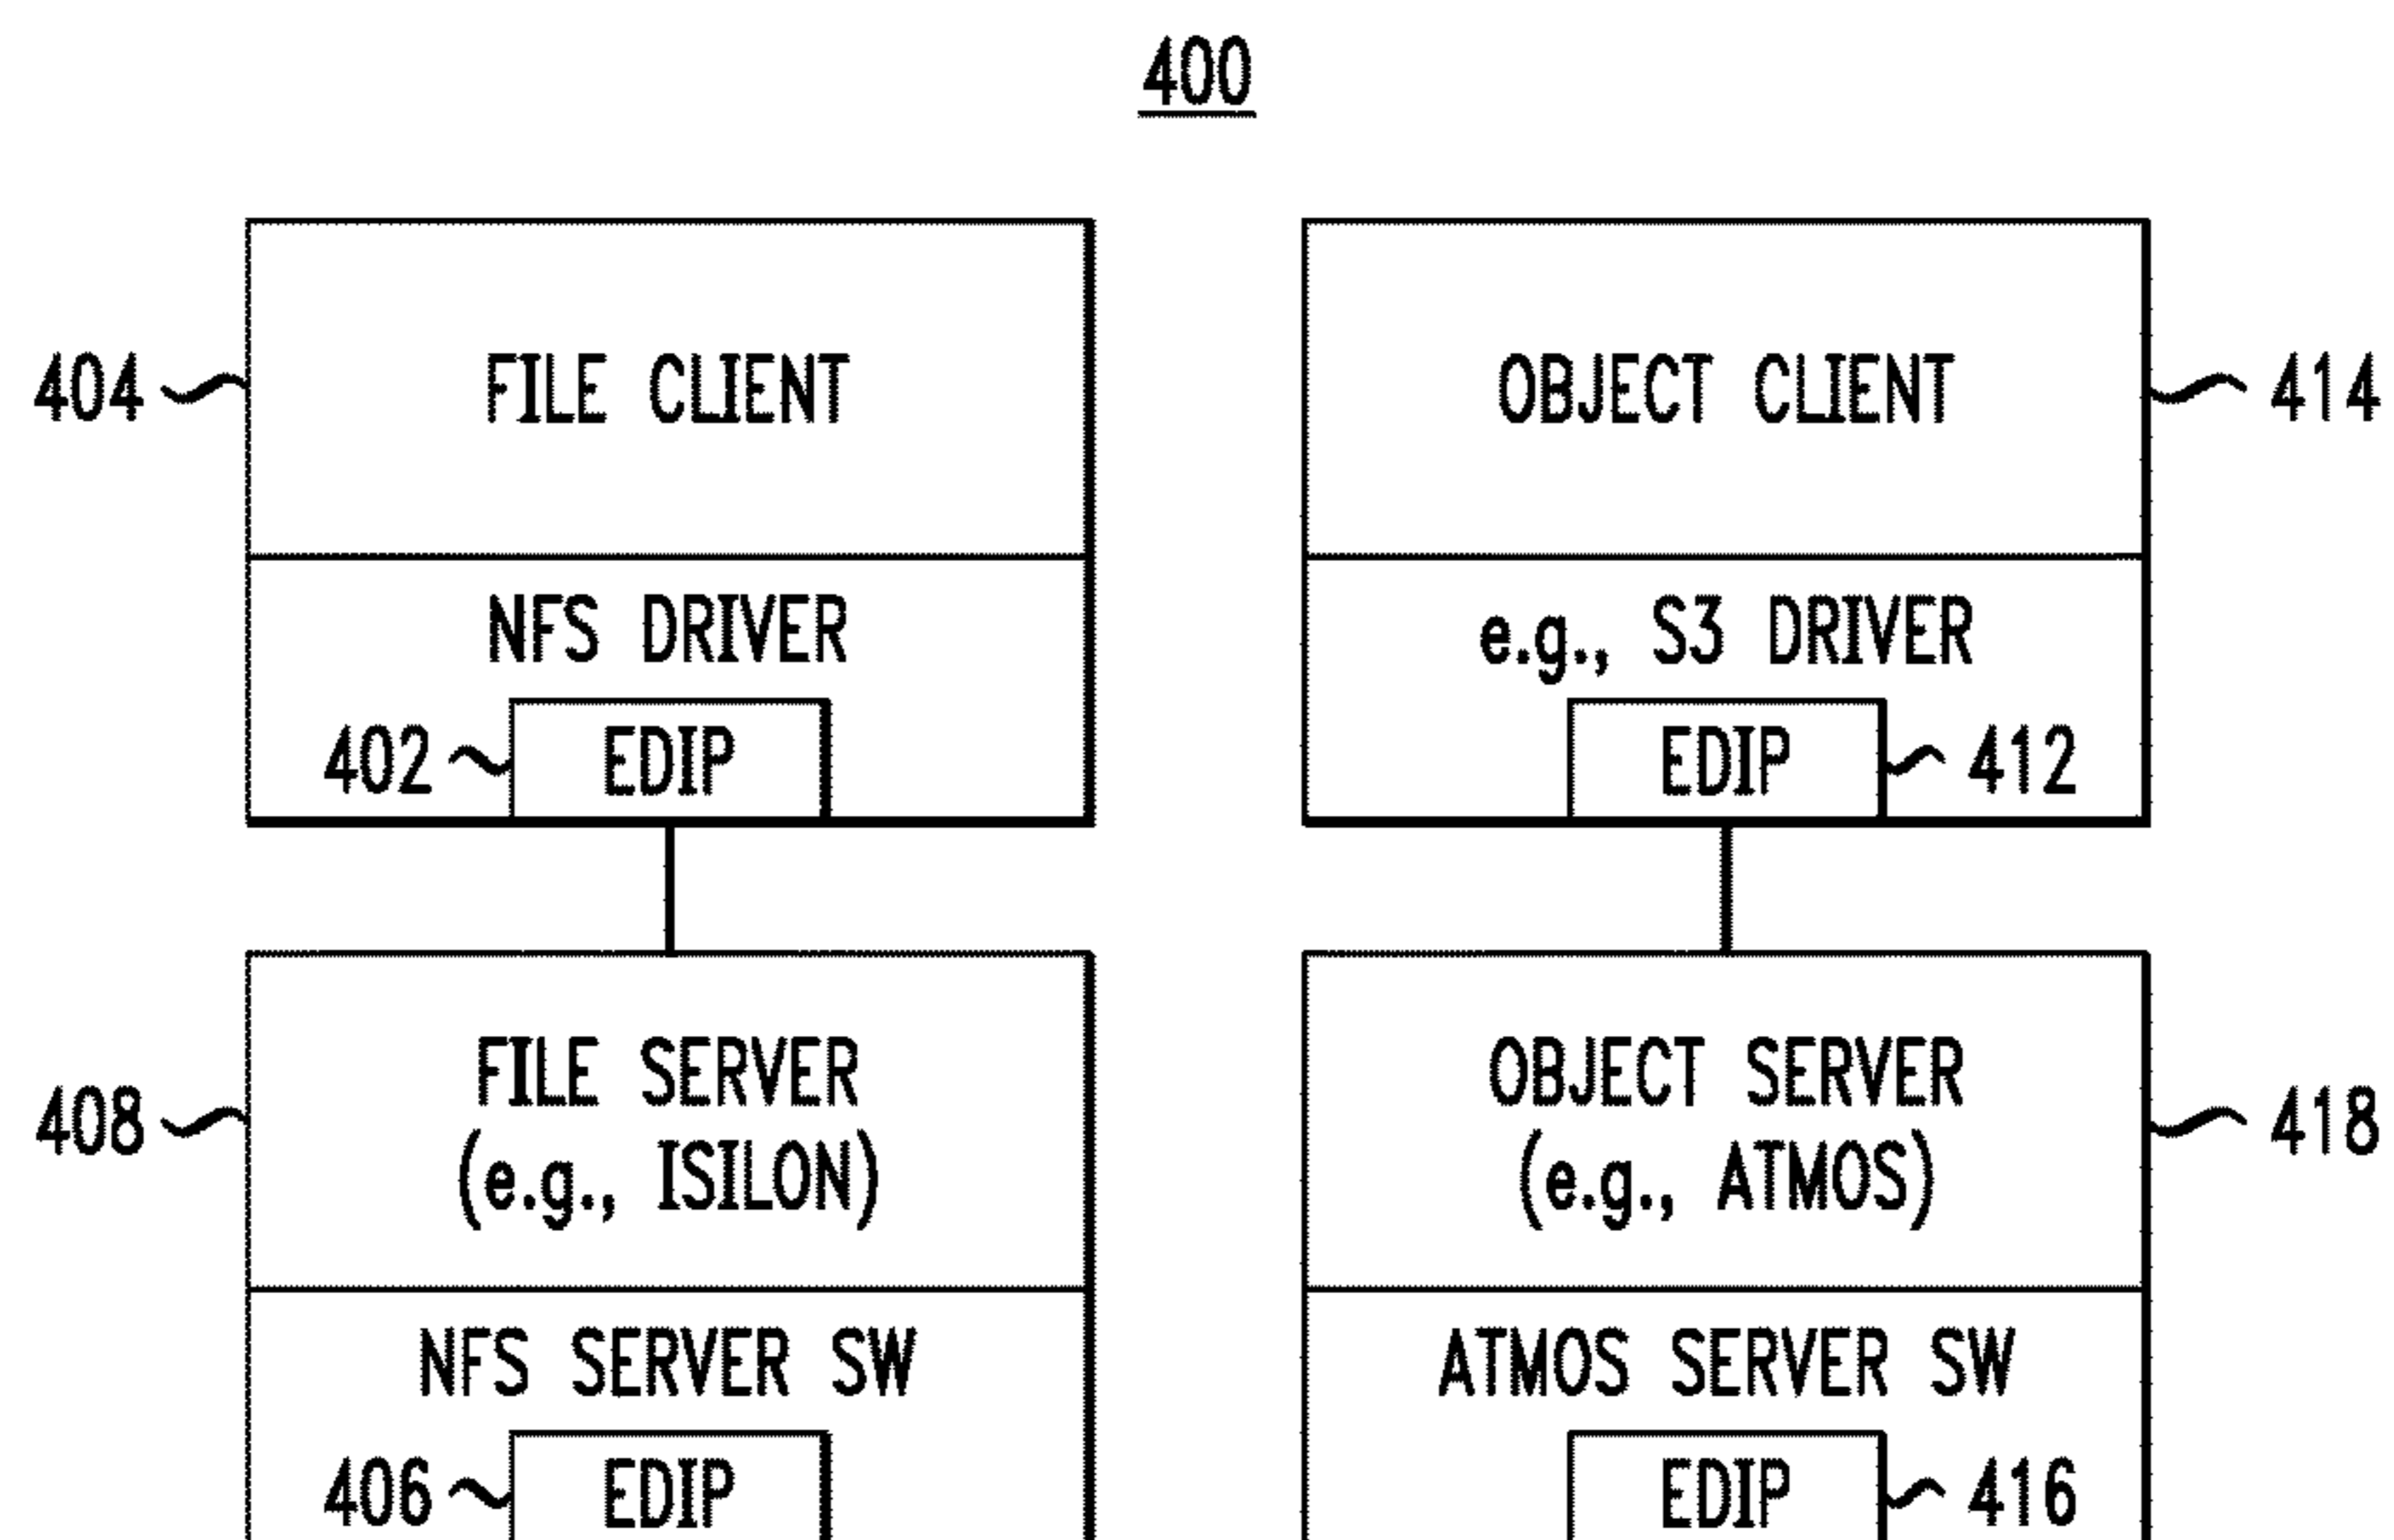 400
404
FILE CLIENT
NFS DRIVER
402
EDIP
OBJECT CLIENT
414
e.g., S3 DRIVER
EDIP
412
408
FILE SERVER
(e.g., ISILON)
NFS SERVER SW
406
EDIP
OBJECT SERVER
(e.g., ATMOS)
418
ATMOS SERVER SW
EDIP
416